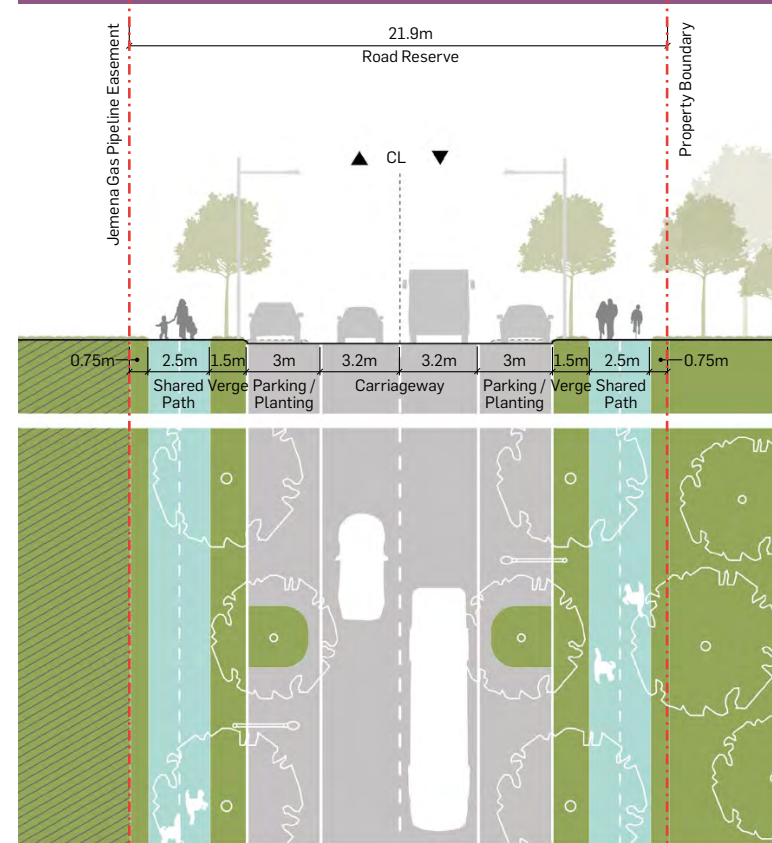 21.9m
Road Reserve
Jemena Gas Pipeline Easement
Property Boundary
CL
0.75m
2.5m
1.5m
3m
3.2m
3.2m
3m
1.5m
2.5m
0.75m
Shared
Path
Verge
Parking /
Planting
Carriageway
Parking /
Planting
Verge
Shared
Path